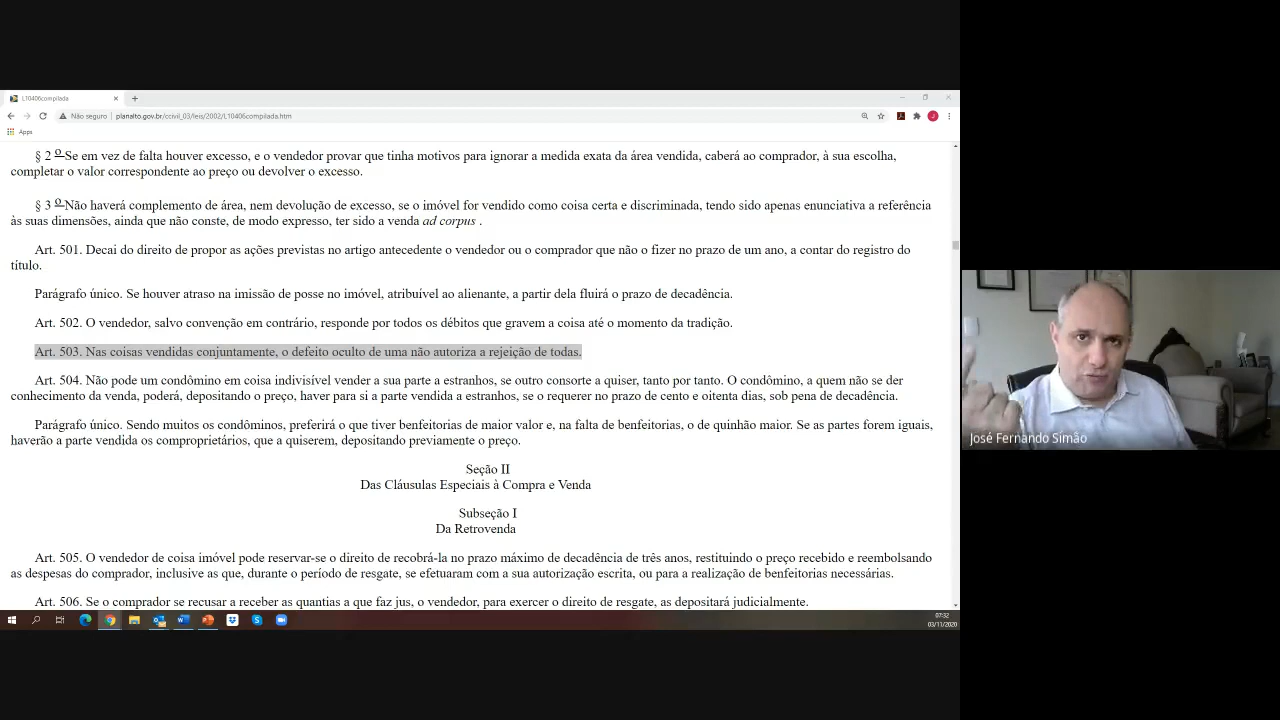 L10406compilada
Não seguro
planalto.gov.br/ccivil_03/leis/2002/L10406compilada.htm
J
Apps
§ 2 º Se em vez de falta houver excesso, e o vendedor provar que tinha motivos para ignorar a medida exata da área vendida, caberá ao comprador, à sua escolha,
completar o valor correspondente ao preço ou devolver o excesso.
§ 3 º Não haverá complemento de área, nem devolução de excesso, se o imóvel for vendido como coisa certa e discriminada, tendo sido apenas enunciativa a referência
às suas dimensões, ainda que não conste, de modo expresso, ter sido a venda ad corpus .
Art. 501. Decai do direito de propor as ações previstas no artigo antecedente o vendedor ou o comprador que não o fizer no prazo de um ano, a contar do registro do
título.
Parágrafo único. Se houver atraso na imissão de posse no imóvel, atribuível ao alienante, a partir dela fluirá o prazo de decadência.
Art. 502. O vendedor, salvo convenção em contrário, responde por todos os débitos que gravem a coisa até o momento da tradição.
Art. 503. Nas coisas vendidas conjuntamente, o defeito oculto de uma não autoriza a rejeição de todas.
Art. 504. Não pode um condômino em coisa indivisível vender a sua parte a estranhos, se outro consorte a quiser, tanto por tanto. O condômino, a quem não se der
conhecimento da venda, poderá, depositando o preço, haver para si a parte vendida a estranhos, se o requerer no prazo de cento e oitenta dias, sob pena de decadência.
Parágrafo único. Sendo muitos os condôminos, preferirá o que tiver benfeitorias de maior valor e, na falta de benfeitorias, o de quinhão maior. Se as partes forem iguais,
haverão a parte vendida os comproprietários, que a quiserem, depositando previamente o preço.
Seção II
Das Cláusulas Especiais à Compra e Venda
Subseção I
Da Retrovenda
Art. 505. O vendedor de coisa imóvel pode reservar-se o direito de recobrá-la no prazo máximo de decadência de três anos, restituindo o preço recebido e reembolsando
as despesas do comprador, inclusive as que, durante o período de resgate, se efetuaram com a sua autorização escrita, ou para a realização de benfeitorias necessárias.
Art. 506. Se o comprador se recusar a receber as quantias a que faz jus, o vendedor, para exercer o direito de resgate, as depositará judicialmente.
07:32
03/11/2020
José Fernando Simão